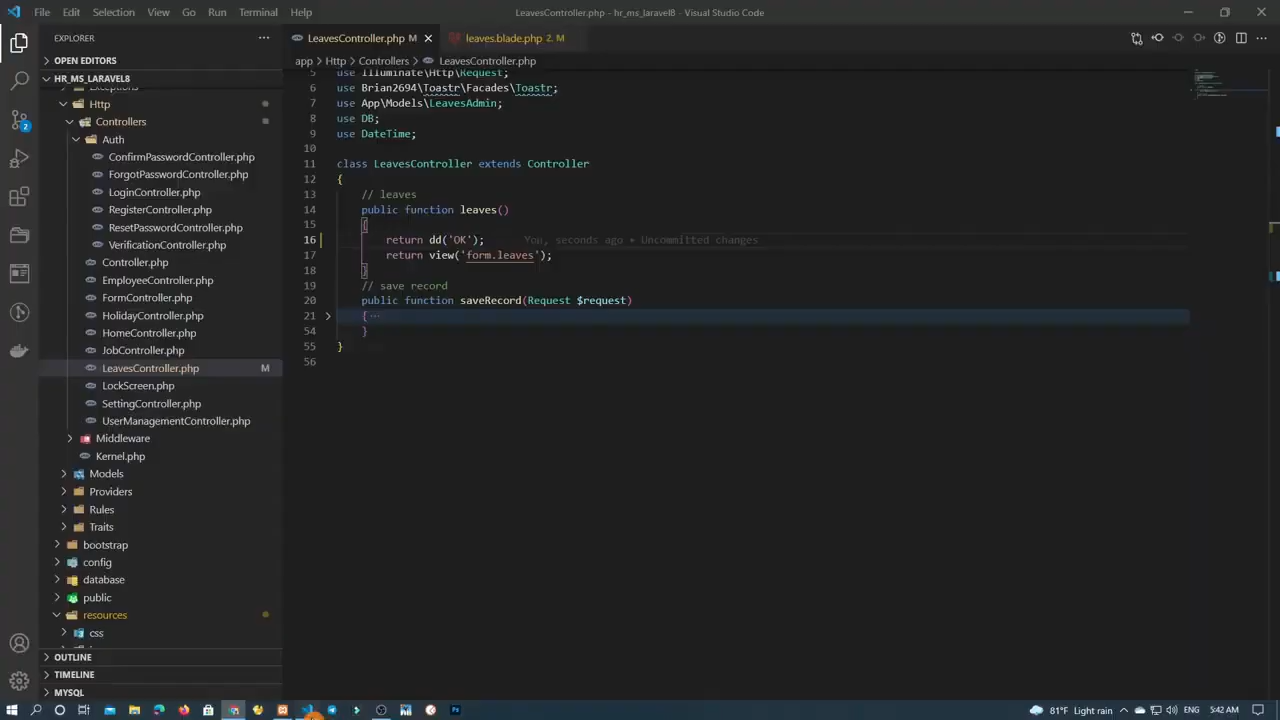 File Edit Selection View Go Run Terminal Help
LeavesController.php - hr_ms_laravel8 - Visual Studio Code
EXPLORER
LeavesController.php M
leaves.blade.php 2, M
OPEN EDITORS
app > Http > Controllers > LeavesController.php
HR_MS_LARAVEL8
Exceptions
Http
Controllers
Auth
ConfirmPasswordController.php
ForgotPasswordController.php
LoginController.php
RegisterController.php
ResetPasswordController.php
VerificationController.php
Controller.php
EmployeeController.php
FormController.php
HolidayController.php
HomeController.php
JobController.php
LeavesController.php M
LockScreen.php
SettingController.php
UserManagementController.php
Middleware
Kernel.php
Models
Providers
Rules
Traits
bootstrap
config
database
public
resources
css
OUTLINE
TIMELINE
MYSQL
2
5 use Illuminate\Http\Request;
6 use Brian2694\Toastr\Facades\Toastr;
7 use App\Models\LeavesAdmin;
8 use DB;
9 use DateTime;
10
11 class LeavesController extends Controller
12 {
13 // leaves
14 public function leaves()
15 {
16 return dd('OK'); You, seconds ago • Uncommitted changes
17 return view('form.leaves');
18 }
19 // save record
20 public function saveRecord(Request $request)
21 { ...
54 }
55 }
56
81°F Light rain ENG 5:42 AM